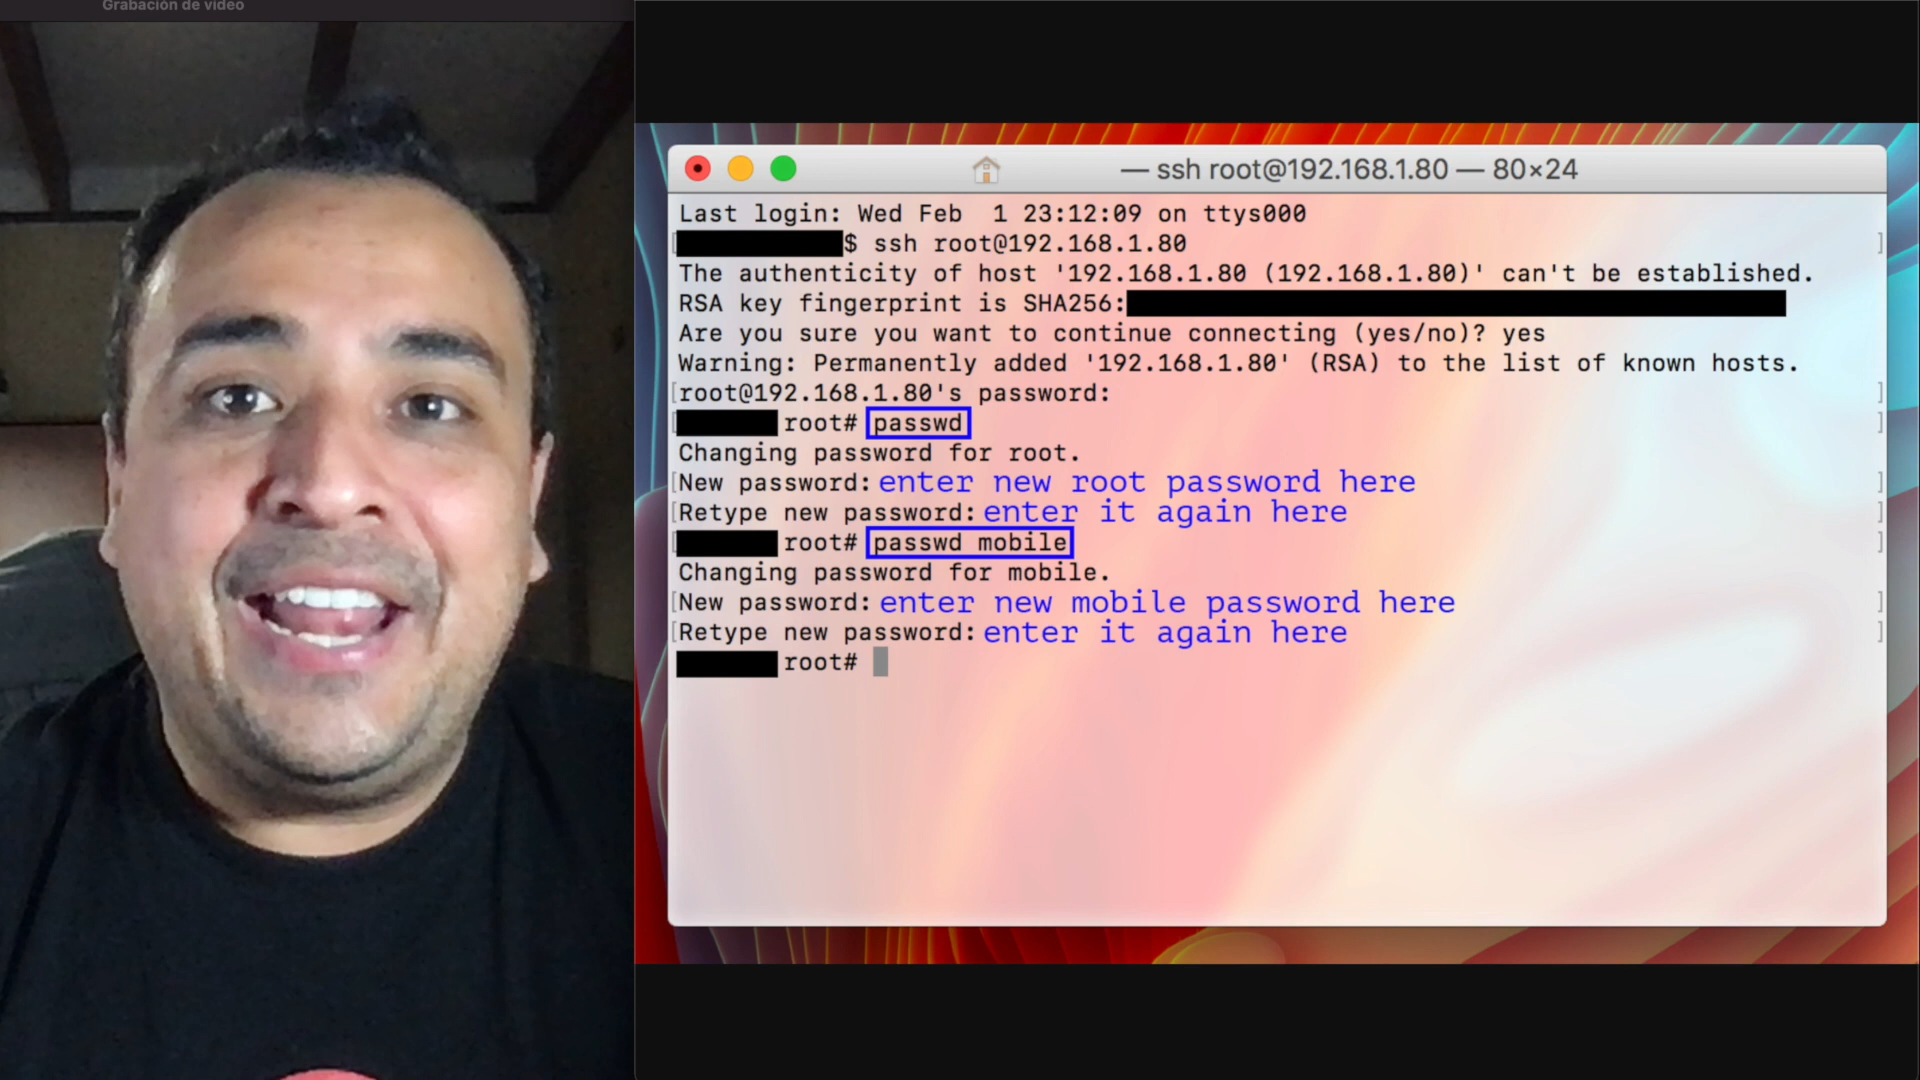 Grabación de video
— ssh root@192.168.1.80 — 80×24
Last login: Wed Feb  1 23:12:09 on ttys000
$ ssh root@192.168.1.80
The authenticity of host '192.168.1.80 (192.168.1.80)' can't be established.
RSA key fingerprint is SHA256:
Are you sure you want to continue connecting (yes/no)? yes
Warning: Permanently added '192.168.1.80' (RSA) to the list of known hosts.
root@192.168.1.80's password:
root# passwd
Changing password for root.
New password: enter new root password here
Retype new password: enter it again here
root# passwd mobile
Changing password for mobile.
New password: enter new mobile password here
Retype new password: enter it again here
root#